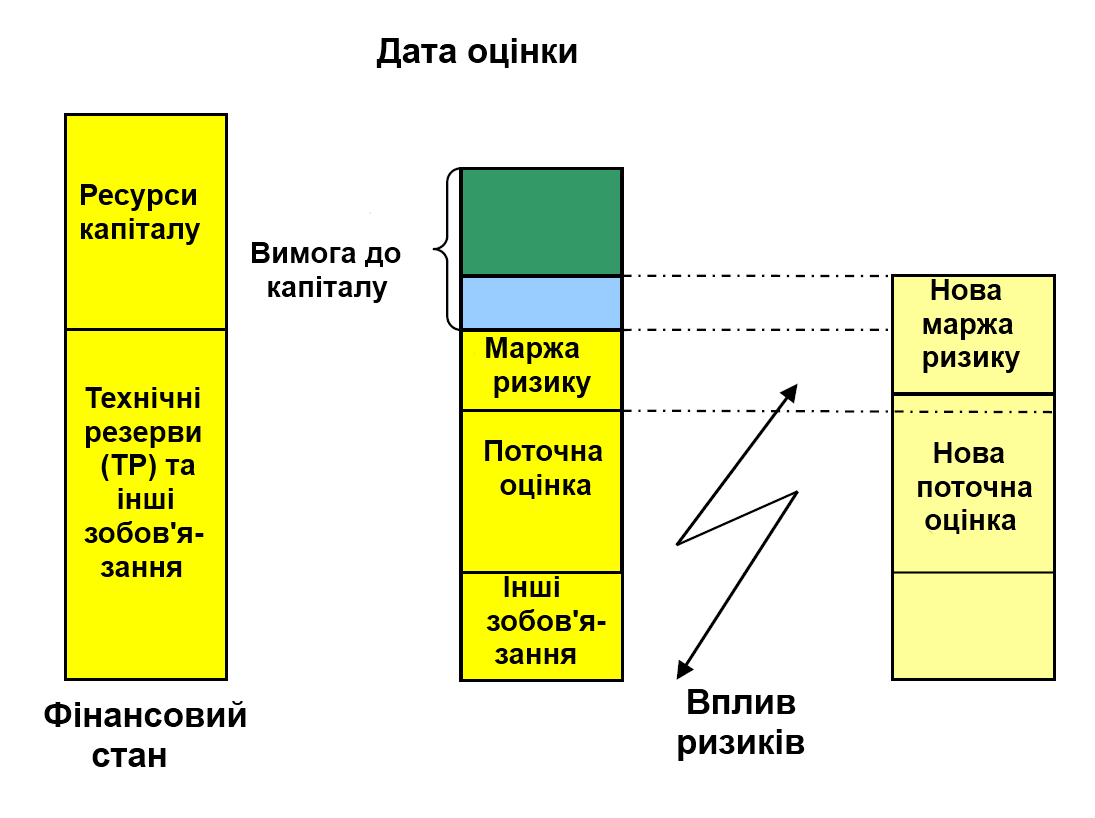 Дата оцінки
Ресурси
капіталу
Технічні
резерви
(ТР) та
інші
зобов'я-
зання
Фінансовий
стан
Вимога до
капіталу
Маржа
ризику
Поточна
оцінка
Інші
зобов'я-
зання
Вплив
ризиків
Нова
маржа
ризику
Нова
поточна
оцінка